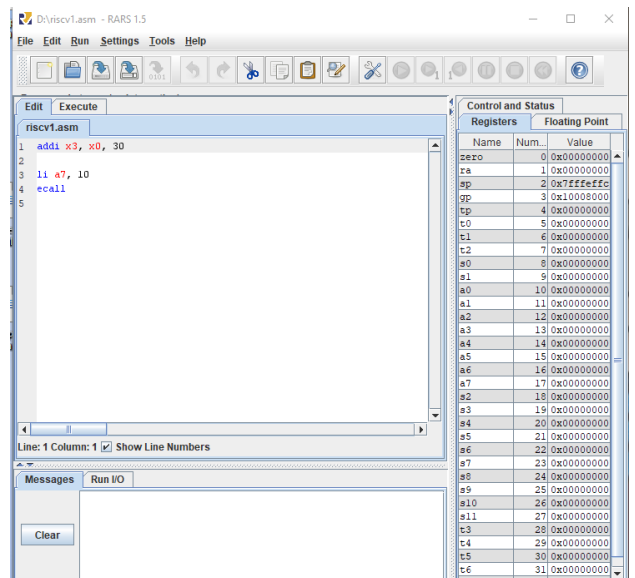 D:\riscv1.asm - RARS 1.5
File Edit Run Settings Tools Help
Edit Execute
riscv1.asm
1 addi x3, x0, 30
2
3 li a7, 10
4 ecall
5
Line: 1 Column: 1 Show Line Numbers
Messages Run I/O
Clear
Control and Status
Registers Floating Point
Name Num... Value
zero 0 0x00000000
ra 1 0x00000000
sp 2 0x7fffeffc
gp 3 0x10008000
tp 4 0x00000000
t0 5 0x00000000
t1 6 0x00000000
t2 7 0x00000000
s0 8 0x00000000
s1 9 0x00000000
a0 10 0x00000000
a1 11 0x00000000
a2 12 0x00000000
a3 13 0x00000000
a4 14 0x00000000
a5 15 0x00000000
a6 16 0x00000000
a7 17 0x00000000
s2 18 0x00000000
s3 19 0x00000000
s4 20 0x00000000
s5 21 0x00000000
s6 22 0x00000000
s7 23 0x00000000
s8 24 0x00000000
s9 25 0x00000000
s10 26 0x00000000
s11 27 0x00000000
t3 28 0x00000000
t4 29 0x00000000
t5 30 0x00000000
t6 31 0x00000000